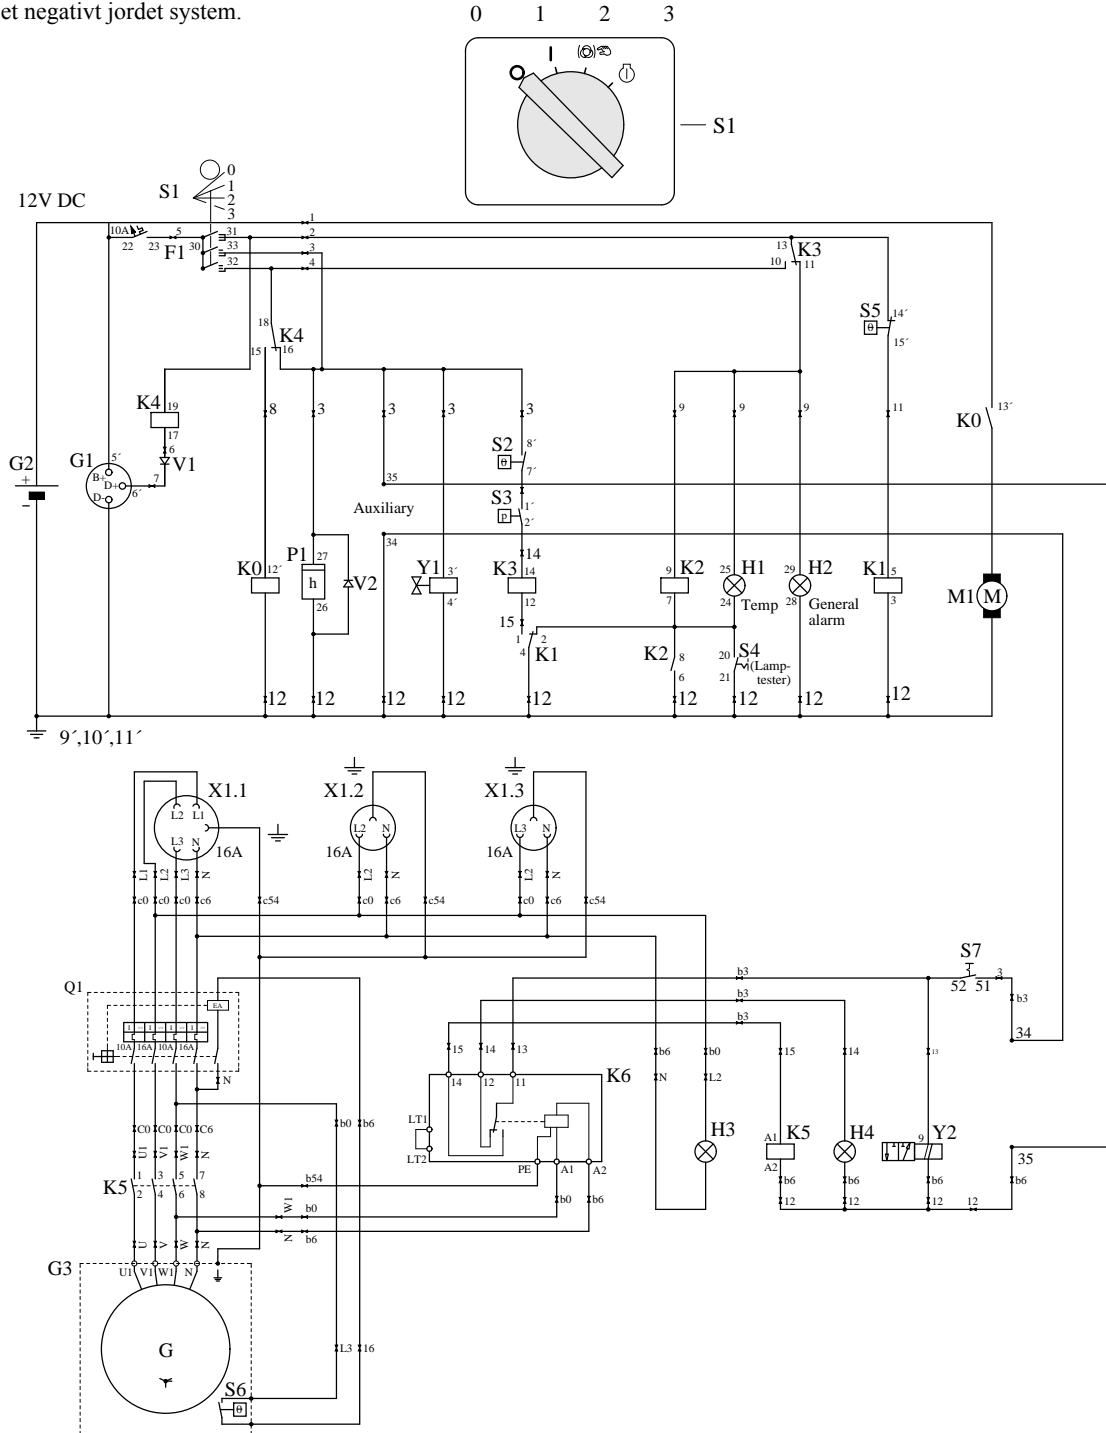 et negativt jordet system.
0 1 2 3
S1
S1
0
1
2
3
12V DC
10A
22 23
5
F1
30
31
33
32
1
2
3
4
13
K3
10 11
S5
θ
14´
15´
18
K4
15 16
K4 19
17
6
V1
8 3 3 3 3 9 9 9 11
K0
13´
G2
+
−
G1
5´
B+
D+
D-
6´
7
S2
θ
8´
7´
35
S3
p
1´
2´
Auxiliary
34
14
K0 12´
P1 27
h
26
V2
Y1 3´
4´
K3 14
12
K2 9
7
25 H1
24 Temp
29 H2
28 General
alarm
K1 5
3
M1 M
15
1 2
4 K1
K2 8
6
20 S4
21 (Lamp-
tester)
12 12 12 12 12 12 12 12 12
9´,10´,11´
X1.1
L2 L1
L3 N
16A
X1.2
L2 N
16A
X1.3
L3 N
16A
L1 L2 L3 N L2 N L2 N
c0 c0 c0 c6 c54 c0 c6 c54 c0 c6 c54
Q1
EA
I – I – I – I –
10A 16A 10A 16A
N
b3
b3
b3
S7
52 51
3
b3
34
15 14 13
b6 b0
15 14 13
N L2
14 12 11
K6
LT1
LT2
PE A1 A2
C0 C0 C0 C6
b0 b6
U1 V1 W1 N
H3
A1 K5
A2
H4
9 Y2
35
K5
1 3 5 7
2 4 6 8
b54
b0 b6
b6 b6 b6 b6
12 12 12 12
W1 b0
N b6
U V W N
G3
U1 V1 W1 N
G
L3 16
S6
θ